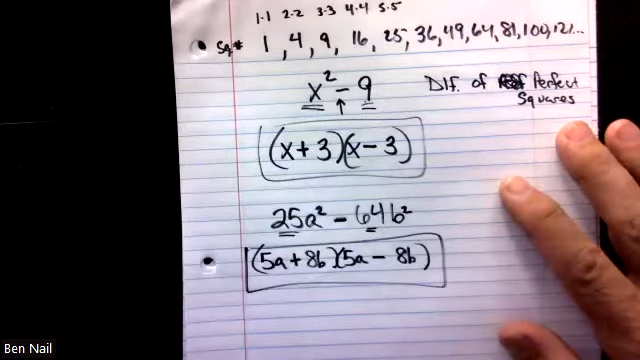 1·1 2·2 3·3 4·4 5·5
Sq# 1, 4, 9, 16, 25, 36, 49, 64, 81, 100, 121...
x² - 9
Dif. of Perfect
Squares
(x + 3)(x - 3)
25a² - 64b²
(5a + 8b)(5a - 8b)
Ben Nail